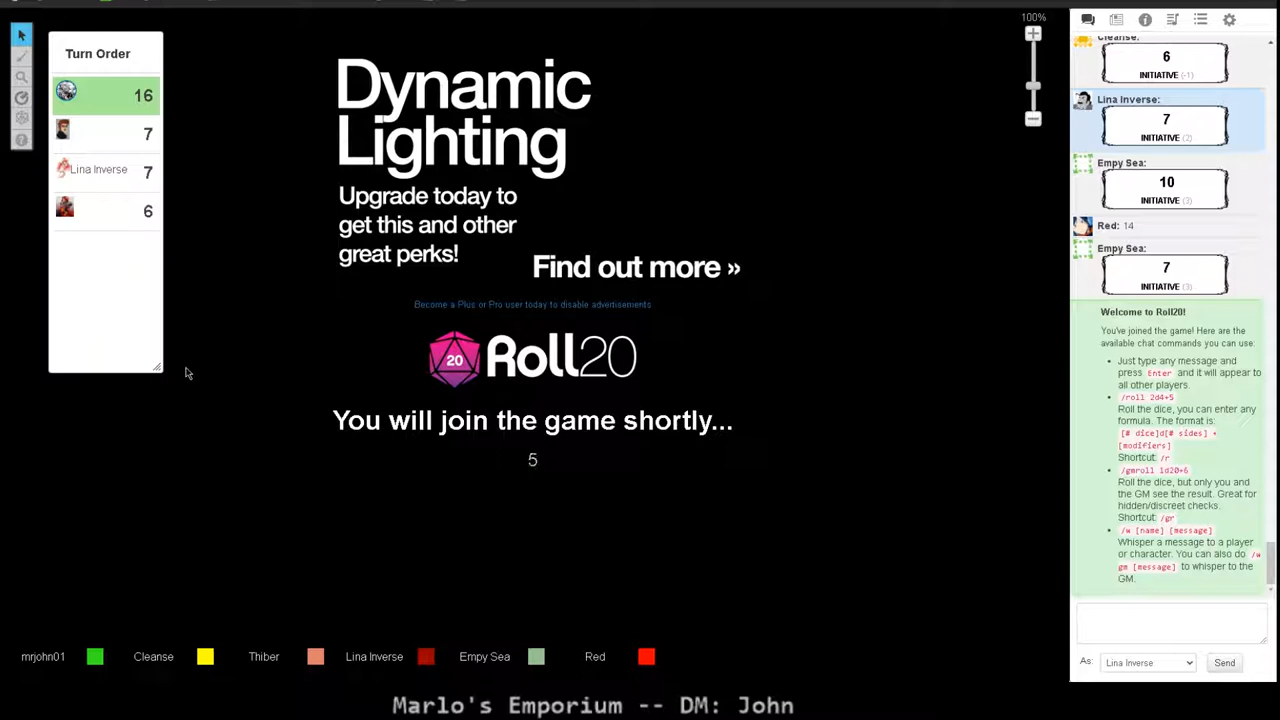 100%
Turn Order
16
7
Lina Inverse
7
6
Dynamic
Lighting
Upgrade today to
get this and other
great perks!
Find out more »
Become a Plus or Pro user today to disable advertisements
20
Roll20
You will join the game shortly...
5
Cleanse:
6
INITIATIVE (-1)
Lina Inverse:
7
INITIATIVE (2)
Empy Sea:
10
INITIATIVE (3)
Red: 14
Empy Sea:
7
INITIATIVE (3)
Welcome to Roll20!
You've joined the game! Here are the
available chat commands you can use:
• Just type any message and
press Enter and it will appear to
all other players.
• /roll 2d4+5
Roll the dice, you can enter any
formula. The format is:
[# dice]d[# sides] +
[modifiers]
Shortcut: /r
• /gmroll 1d20+6
Roll the dice, but only you and
the GM see the result. Great for
hidden/discreet checks.
Shortcut: /gr
• /w [name] [message]
Whisper a message to a player
or character. You can also do /w
gm [message] to whisper to the
GM.
As: Lina Inverse Send
mrjohn01 Cleanse Thiber Lina Inverse Empy Sea Red
Marlo's Emporium -- DM: John